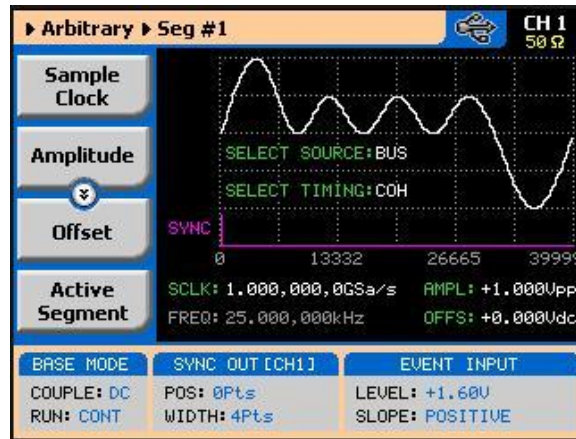 Arbitrary Seg #1
CH 1
50 Ω
Sample
Clock
Amplitude
Offset
Active
Segment
SELECT SOURCE:BUS
SELECT TIMING:COH
SYNC
0 13332 26665 39999
SCLK: 1.000,000,0GSa/s AMPL: +1.000Vpp
FREQ: 25.000,000kHz OFFS: +0.000Vdc
BASE MODE
COUPLE: DC
RUN: CONT
SYNC OUT [CH1]
POS: 0Pts
WIDTH: 4Pts
EVENT INPUT
LEVEL: +1.60V
SLOPE: POSITIVE